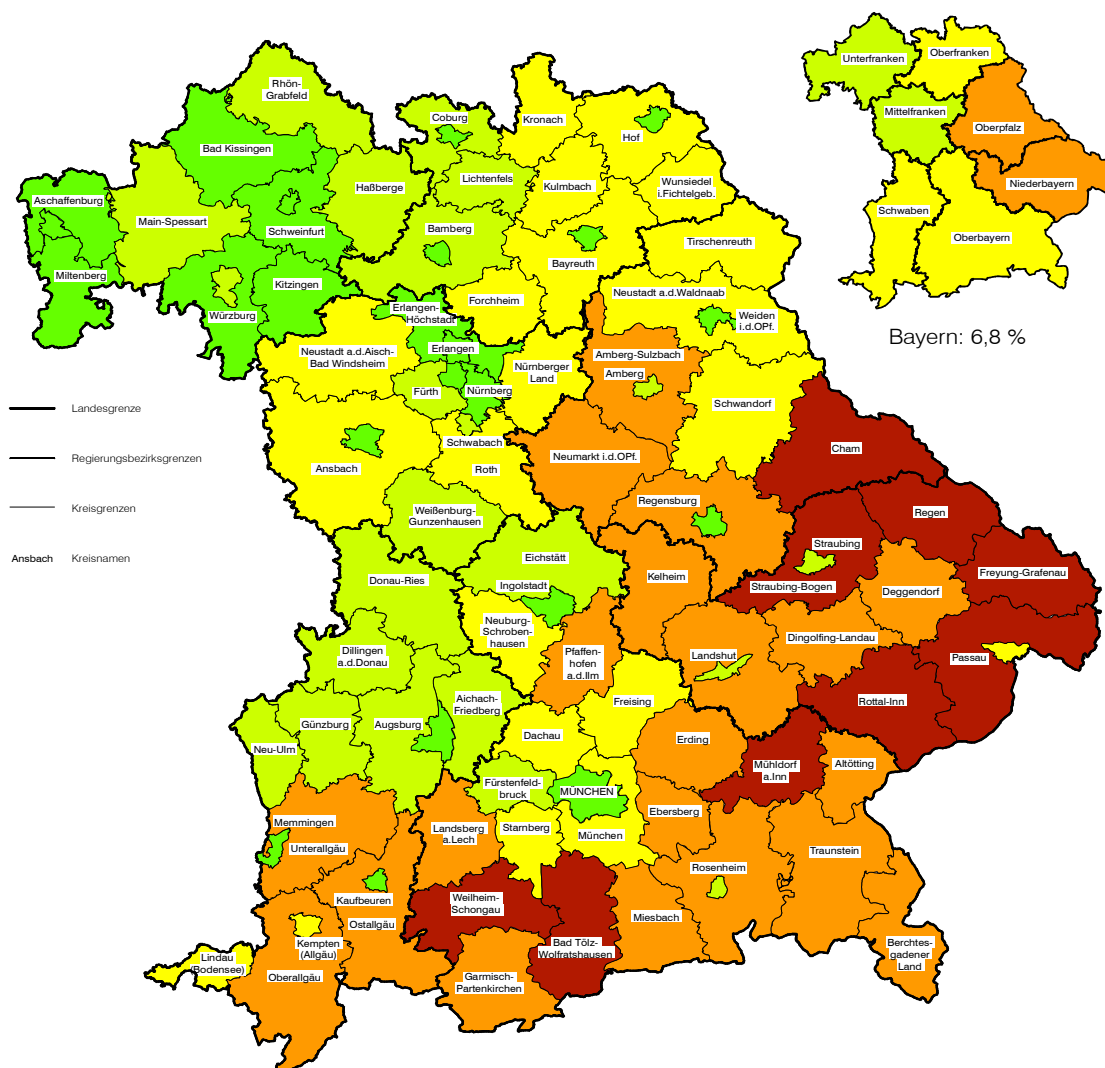 Unterfranken
Oberfranken
Mittelfranken
Oberpfalz
Niederbayern
Schwaben
Oberbayern
Bayern: 6,8 %
Rhön-
Grabfeld
Coburg
Kronach
Hof
Bad Kissingen
Lichtenfels
Kulmbach
Wunsiedel
i.Fichtelgeb.
Aschaffenburg
Haßberge
Main-Spessart
Schweinfurt
Bamberg
Tirschenreuth
Bayreuth
Miltenberg
Kitzingen
Würzburg
Forchheim
Neustadt a.d.Waldnaab
Erlangen-
Höchstadt
Weiden
i.d.OPf.
Neustadt a.d.Aisch-
Bad Windsheim
Erlangen
Amberg-Sulzbach
Nürnberger
Land
Amberg
Fürth
Nürnberg
Schwandorf
Landesgrenze
Regierungsbezirksgrenzen
Kreisgrenzen
Ansbach
Kreisnamen
Ansbach
Schwabach
Roth
Neumarkt i.d.OPf.
Cham
Regensburg
Weißenburg-
Gunzenhausen
Regen
Straubing
Eichstätt
Donau-Ries
Ingolstadt
Kelheim
Straubing-Bogen
Freyung-Grafenau
Deggendorf
Neuburg-
Schroben-
hausen
Dillingen
a.d.Donau
Pfaffen-
hofen
a.d.Ilm
Landshut
Dingolfing-Landau
Passau
Aichach-
Friedberg
Rottal-Inn
Freising
Günzburg
Augsburg
Dachau
Erding
Neu-Ulm
Mühldorf
a.Inn
Altötting
Fürstenfeld-
bruck
MÜNCHEN
Ebersberg
Memmingen
Landsberg
a.Lech
Starnberg
München
Unterallgäu
Traunstein
Rosenheim
Kaufbeuren
Weilheim-
Schongau
Ostallgäu
Miesbach
Kempten
(Allgäu)
Bad Tölz-
Wolfratshausen
Lindau
(Bodensee)
Oberallgäu
Garmisch-
Partenkirchen
Berchtes-
gadener
Land